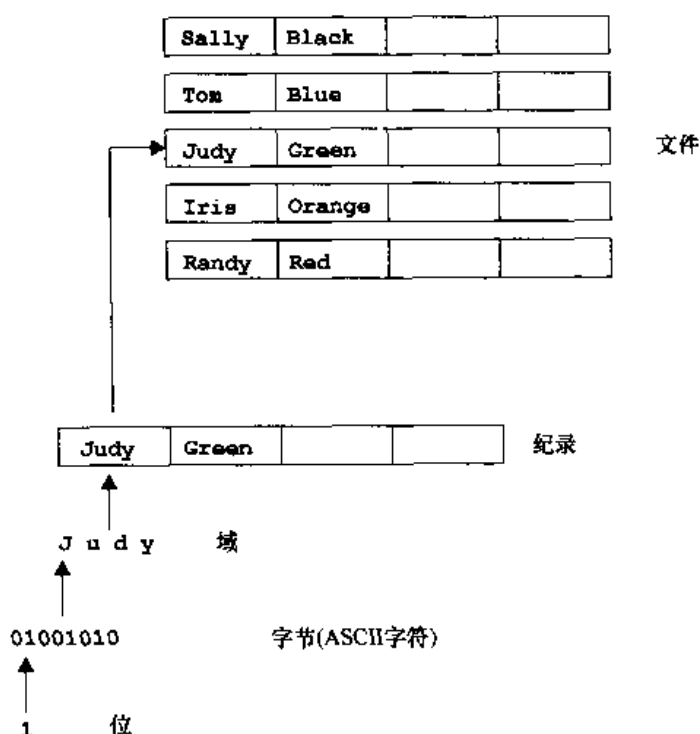 Sally Black
Tom Blue
Judy Green 文件
Iris Orange
Randy Red
Judy Green 纪录
J u d y 域
01001010 字节(ASCII字符)
1 位